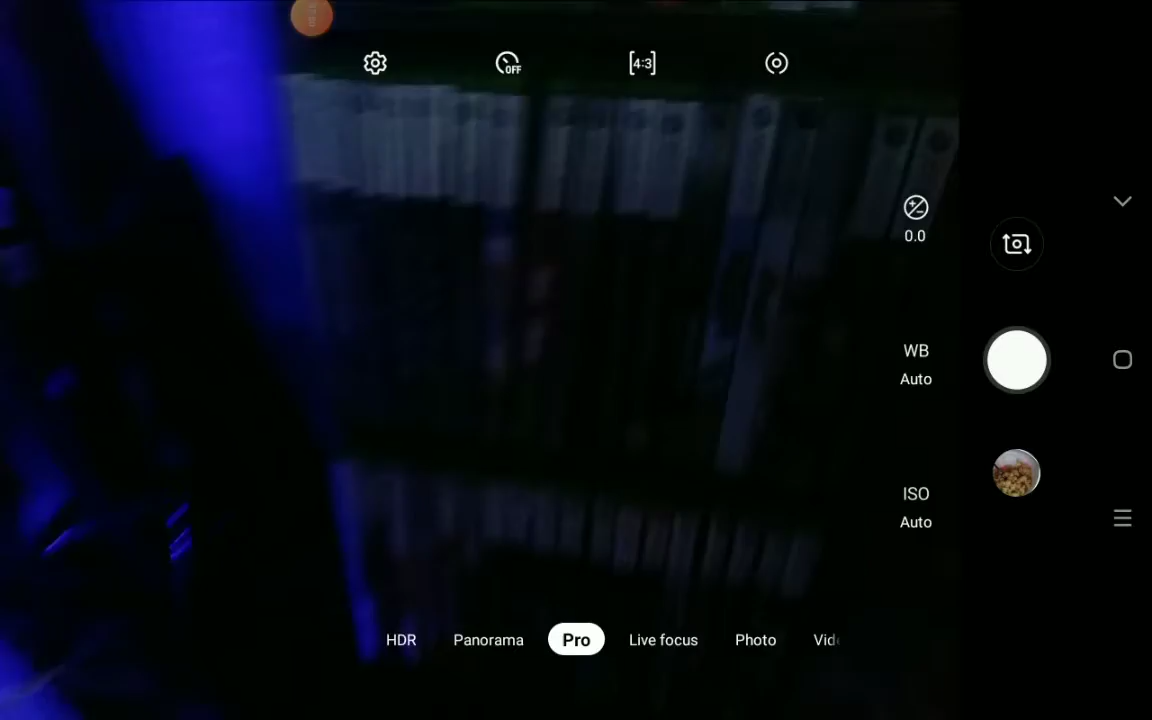 OFF
4:3
0.0
WB
Auto
ISO
Auto
HDR
Panorama
Pro
Live focus
Photo